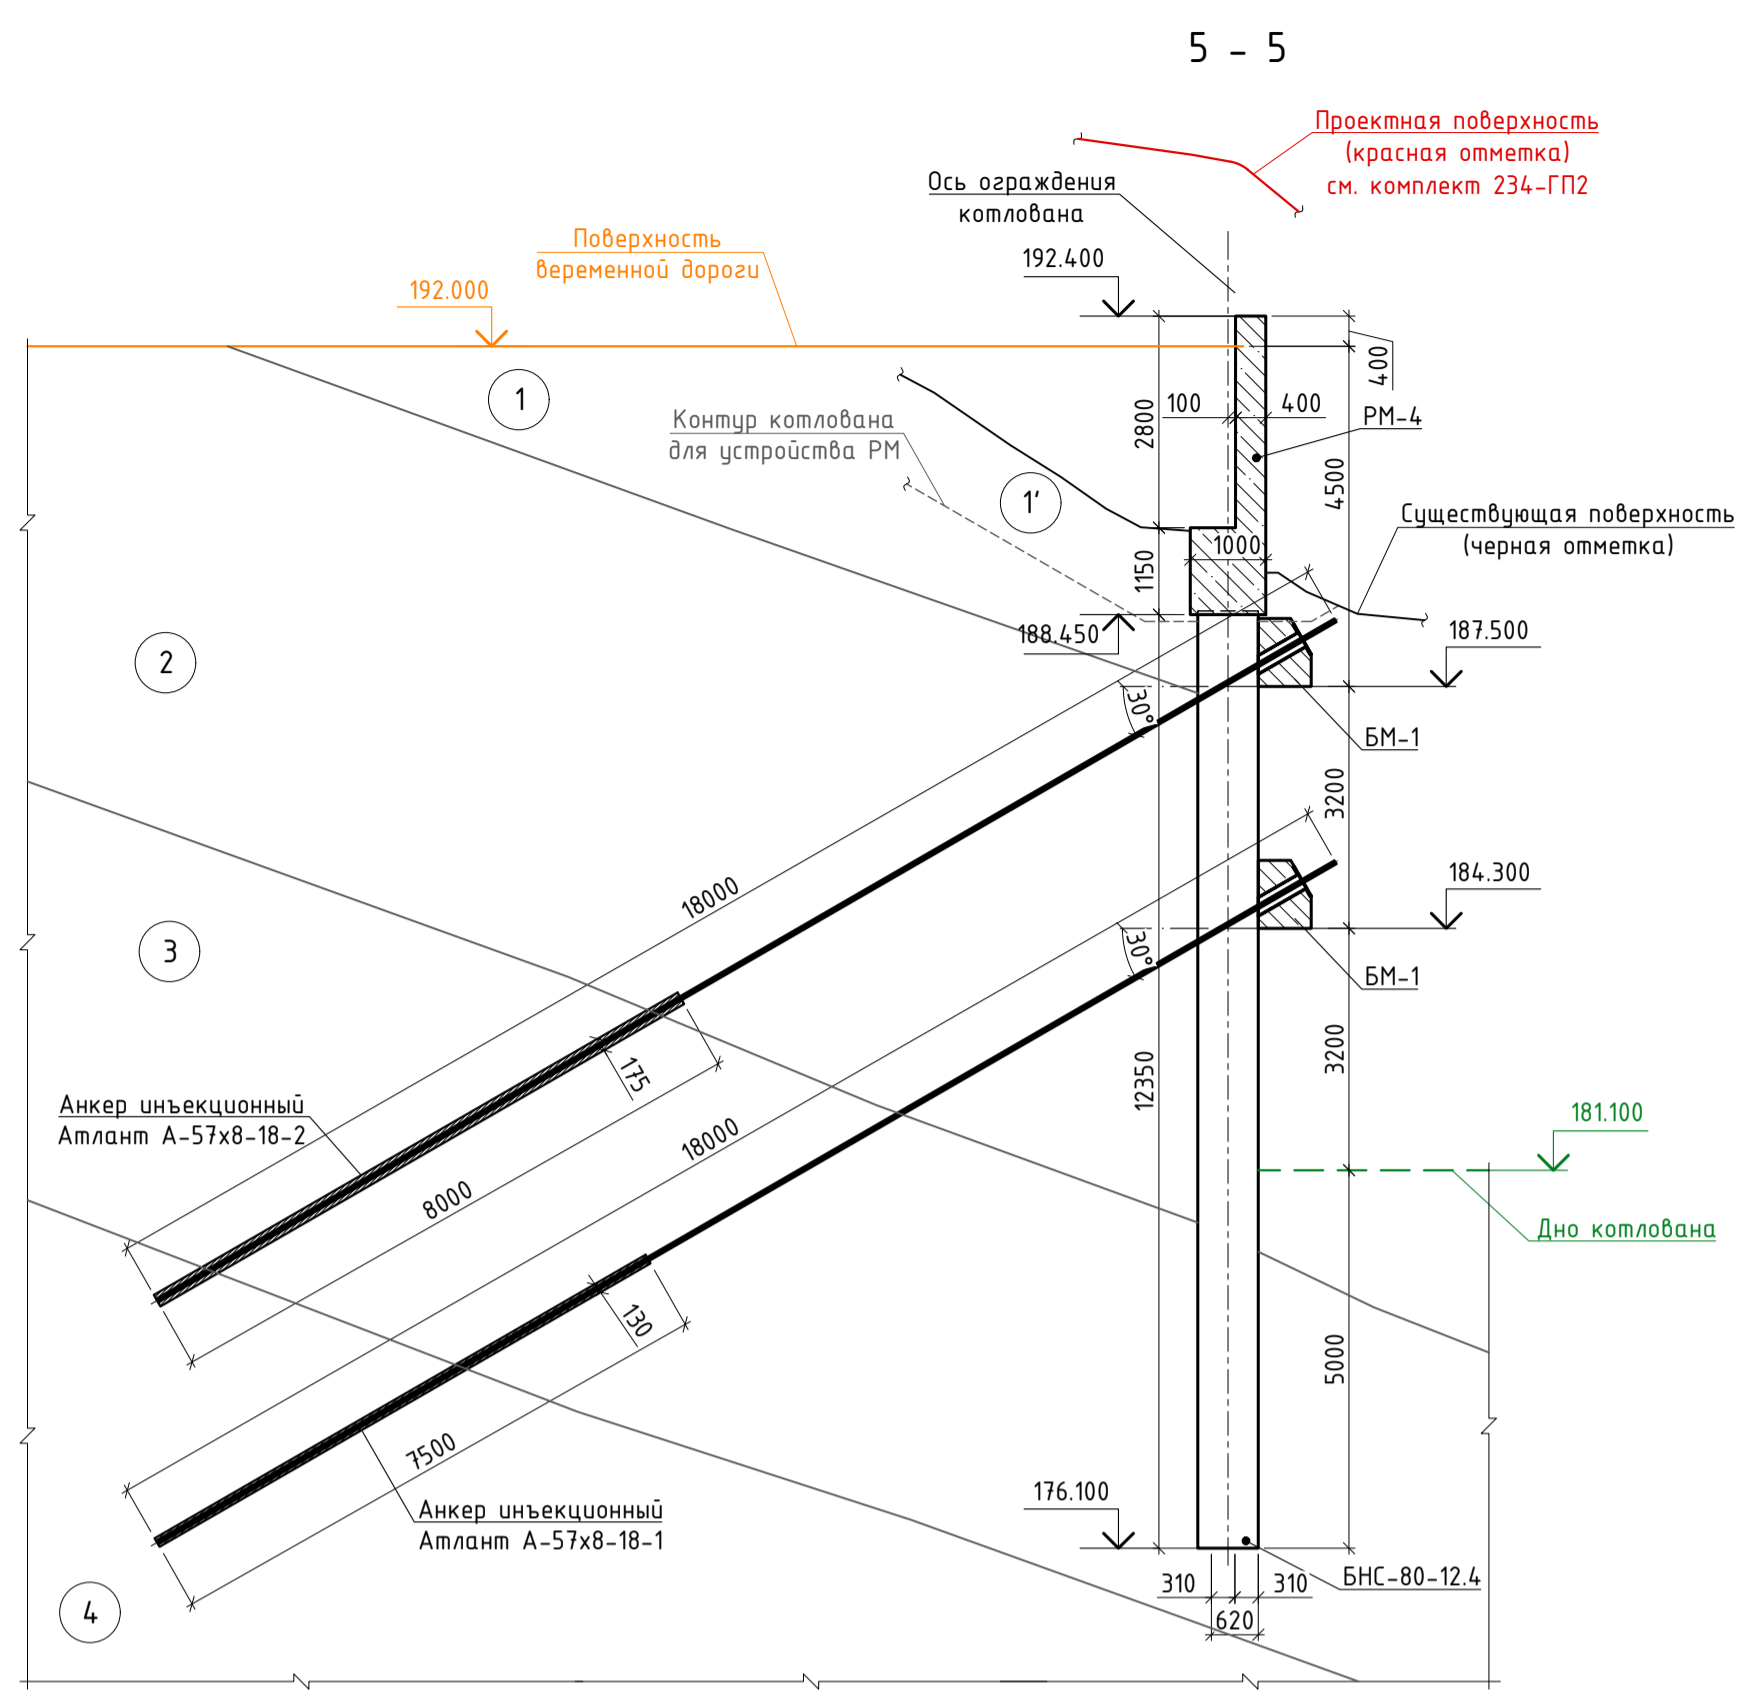 5 - 5
Проектная поверхность
(красная отметка)
см. комплект 234-ГП2
Ось ограждения
котлована
Поверхность
веременной дороги
192.400
192.000
400
1
100
400
РМ-4
2800
Контур котлована
для устройства РМ
4500
1'
Существующая поверхность
(черная отметка)
1000
1150
188.450
187.500
2
30°
БМ-1
3200
18000
184.300
3
30°
БМ-1
175
3200
12350
Анкер инъекционный
Атлант А-57х8-18-2
18000
181.100
8000
Дно котлована
130
5000
7500
Анкер инъекционный
Атлант А-57х8-18-1
176.100
БНС-80-12.4
310
310
620
4